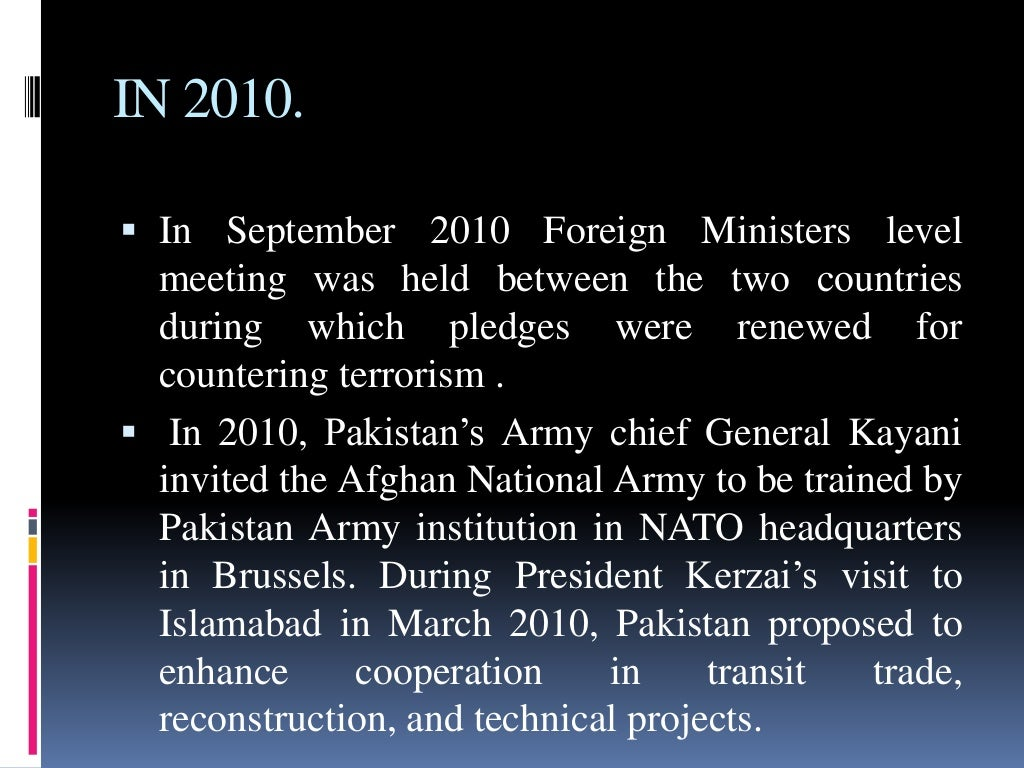 IN 2010.
▪ In September 2010 Foreign Ministers level
meeting was held between the two countries
during which pledges were renewed for
countering terrorism .
▪ In 2010, Pakistan’s Army chief General Kayani
invited the Afghan National Army to be trained by
Pakistan Army institution in NATO headquarters
in Brussels. During President Kerzai’s visit to
Islamabad in March 2010, Pakistan proposed to
enhance cooperation in transit trade,
reconstruction, and technical projects.